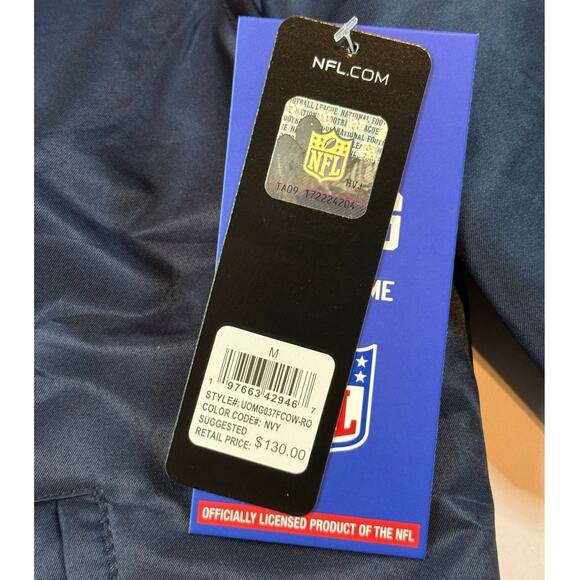 NFL.COM
NFL
TA09 172224204
M
1 97663 42946 7
STYLE#: UOMG037FCOW-RO
COLOR CODE#: NVY
SUGGESTED
RETAIL PRICE: $130.00
OFFICIALLY LICENSED PRODUCT OF THE NFL